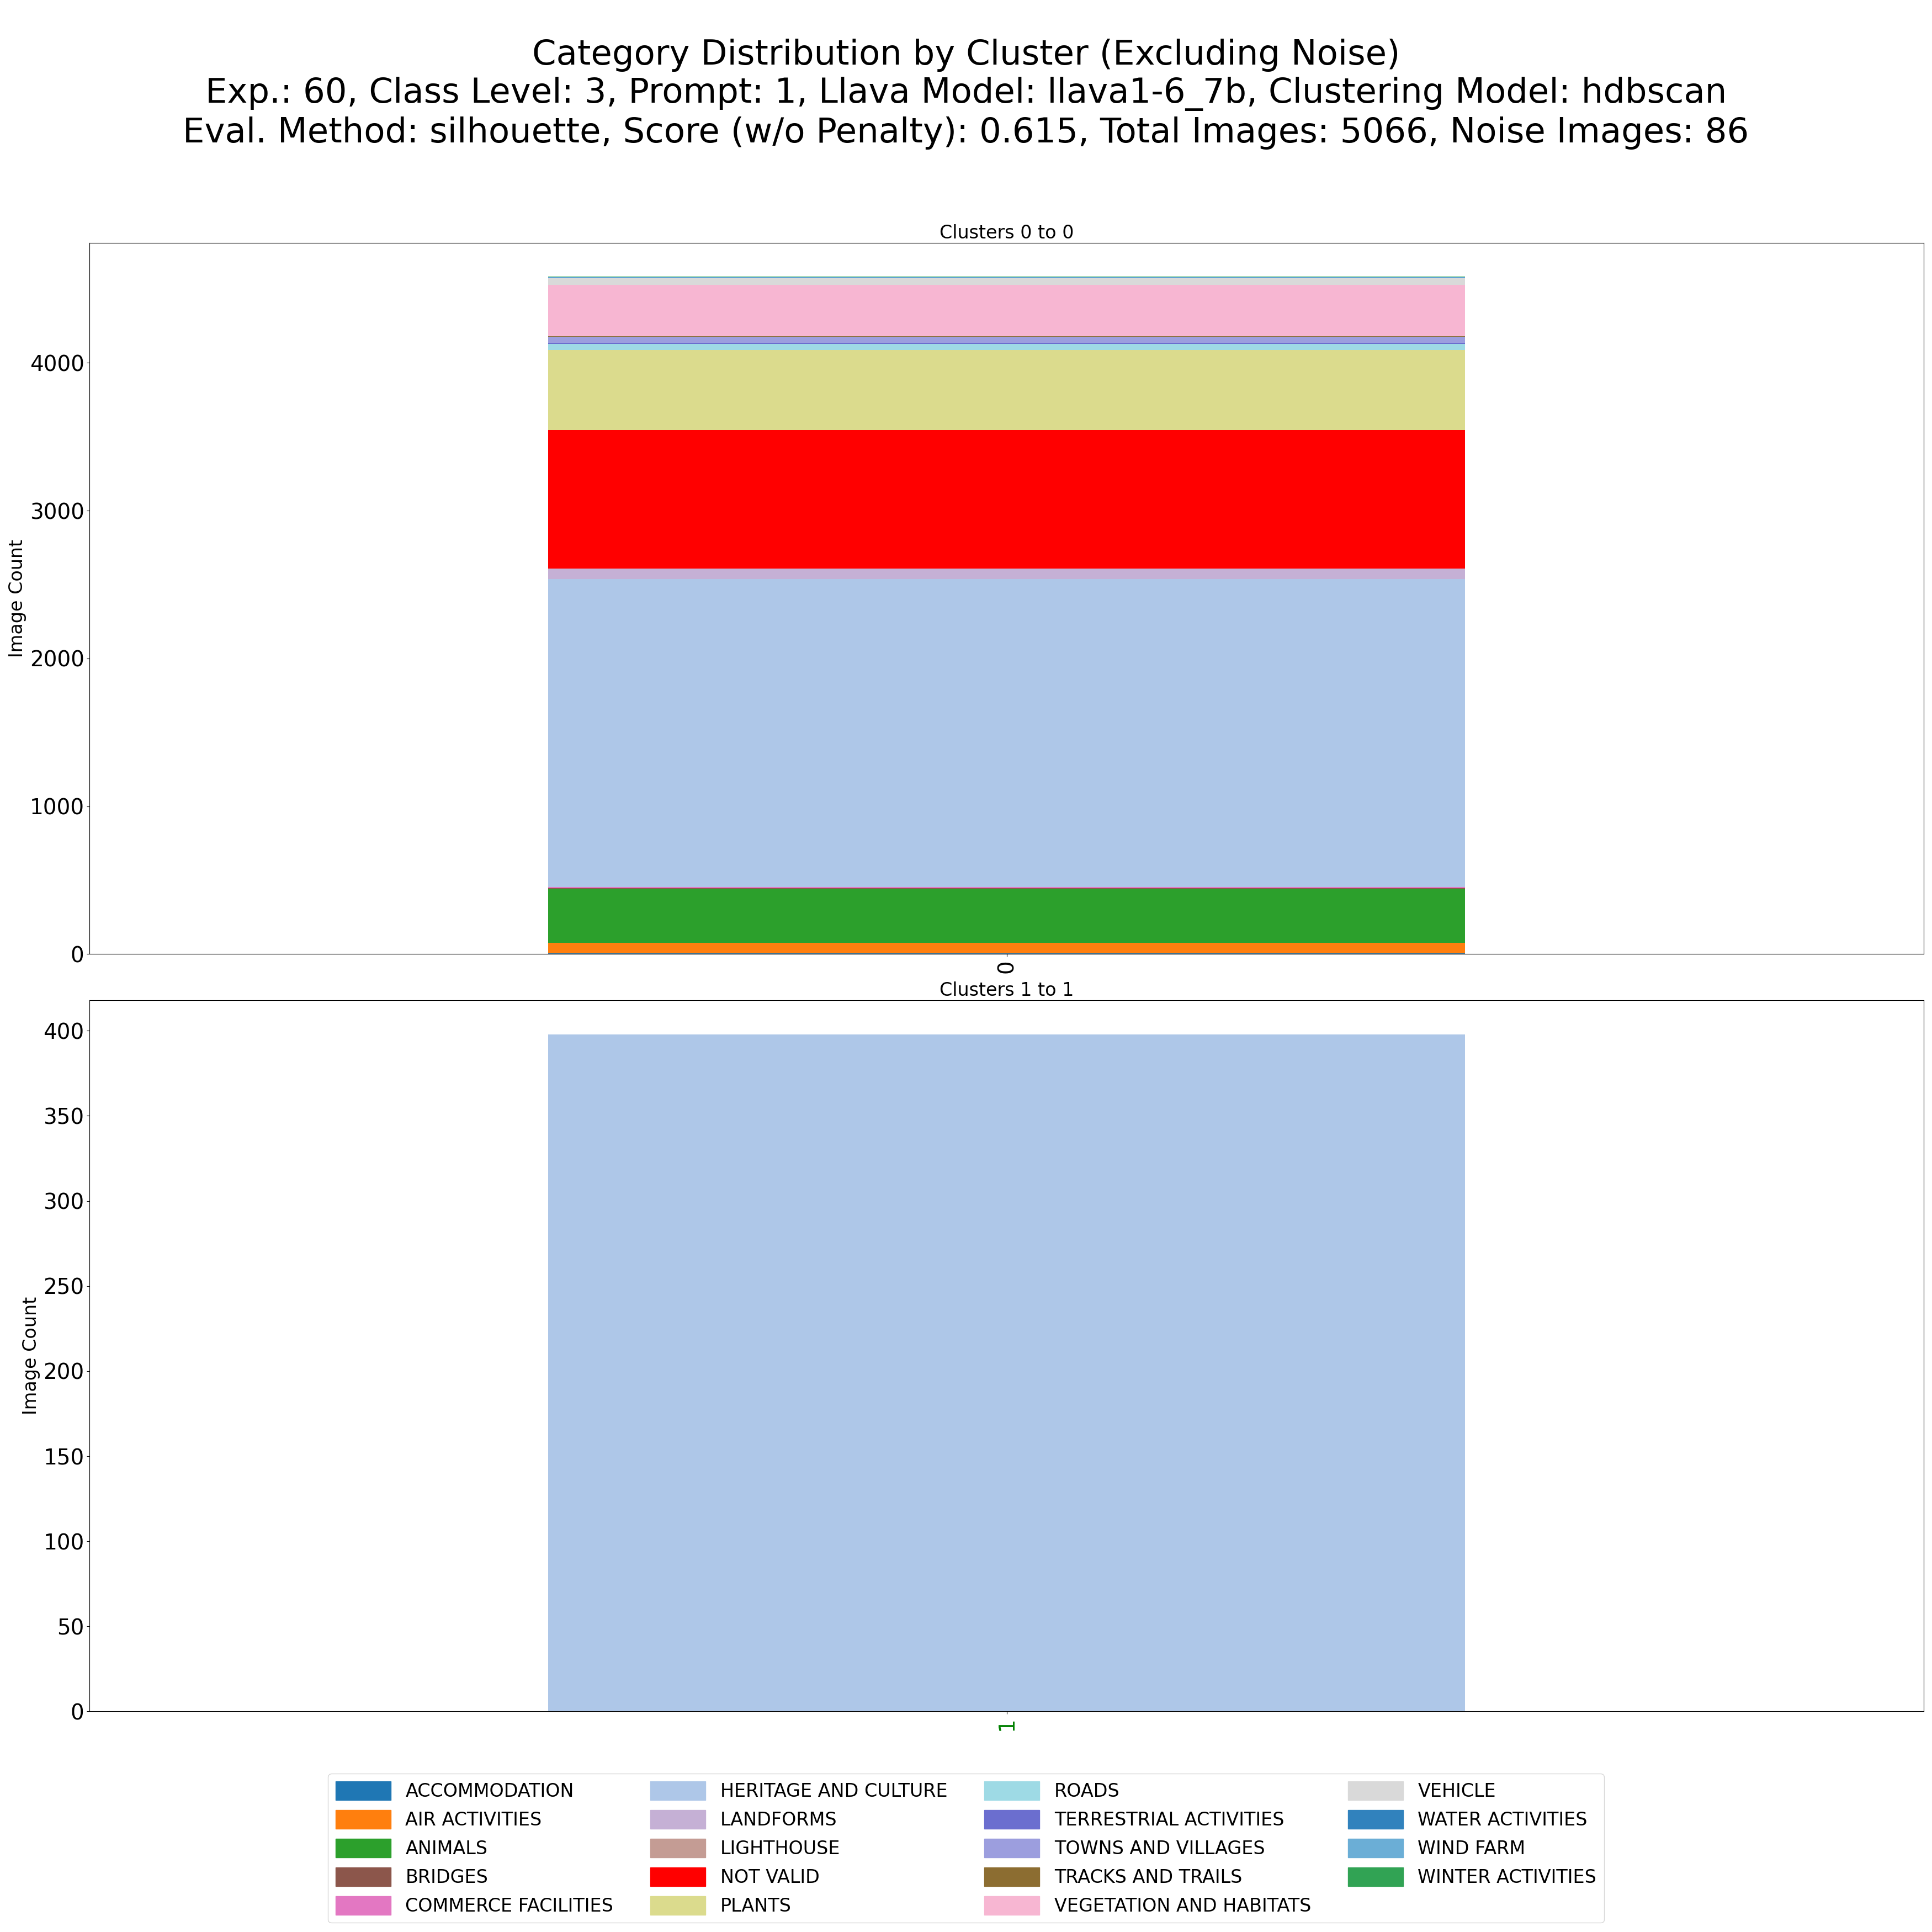 Category Distribution by Cluster (Excluding Noise)
Exp.: 60, Class Level: 3, Prompt: 1, Llava Model: llava1-6_7b, Clustering Model: hdbscan
Eval. Method: silhouette, Score (w/o Penalty): 0.615, Total Images: 5066, Noise Images: 86
Clusters 0 to 0
4000
3000
2000
1000
0
Image Count
0
Clusters 1 to 1
400
350
300
250
200
150
100
50
0
Image Count
1
ACCOMMODATION
AIR ACTIVITIES
ANIMALS
BRIDGES
COMMERCE FACILITIES
HERITAGE AND CULTURE
LANDFORMS
LIGHTHOUSE
NOT VALID
PLANTS
ROADS
TERRESTRIAL ACTIVITIES
TOWNS AND VILLAGES
TRACKS AND TRAILS
VEGETATION AND HABITATS
VEHICLE
WATER ACTIVITIES
WIND FARM
WINTER ACTIVITIES